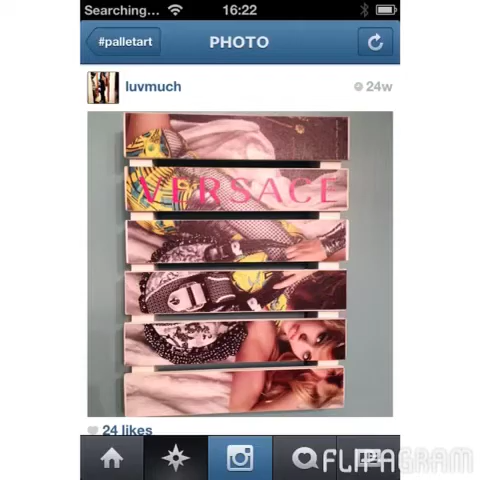 Searching... 16:22
#palletart PHOTO
luvmuch 24w
VERSACE
24 likes
FLIPAGRAM